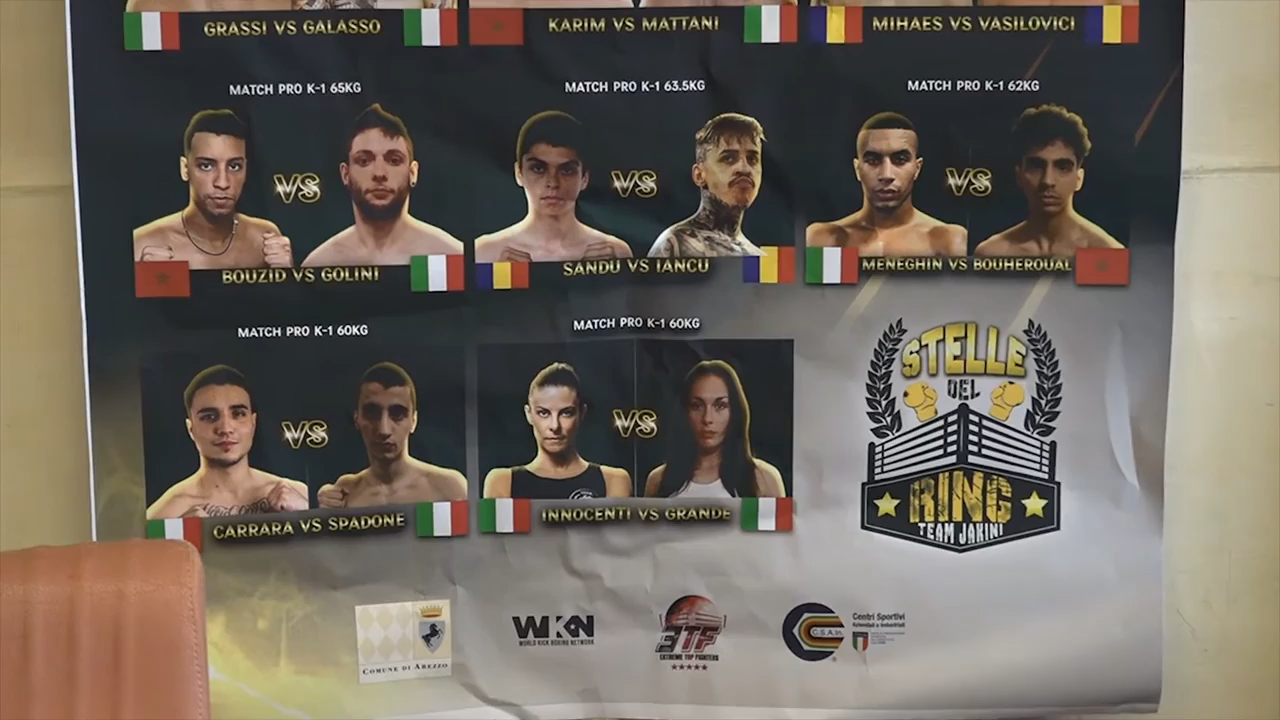 GRASSI VS GALASSO
KARIM VS MATTANI
MIHAES VS VASILOVICI
MATCH PRO K-1 65KG
MATCH PRO K-1 63.5KG
MATCH PRO K-1 62KG
VS
VS
VS
BOUZID VS GOLINI
SANDU VS IANCU
MENEGHIN VS BOUHEROUAL
MATCH PRO K-1 60KG
MATCH PRO K-1 60KG
VS
VS
CARRARA VS SPADONE
INNOCENTI VS GRANDE
STELLE
DEL
RING
TEAM JAKINI
COMUNE DI AREZZO
WKN
WORLD KICK BOXING NETWORK
ETF
EXTREME TOP FIGHTERS
C.S.A.In.
Centri Sportivi
Aziendali e Industriali